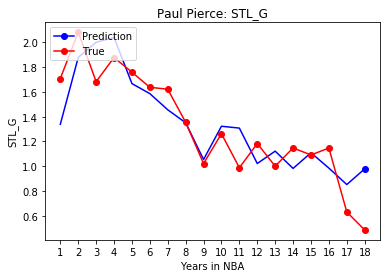 Paul Pierce: STL_G
Prediction
True
STL_G
2.0
1.8
1.6
1.4
1.2
1.0
0.8
0.6
1 2 3 4 5 6 7 8 9 10 11 12 13 14 15 16 17 18
Years in NBA